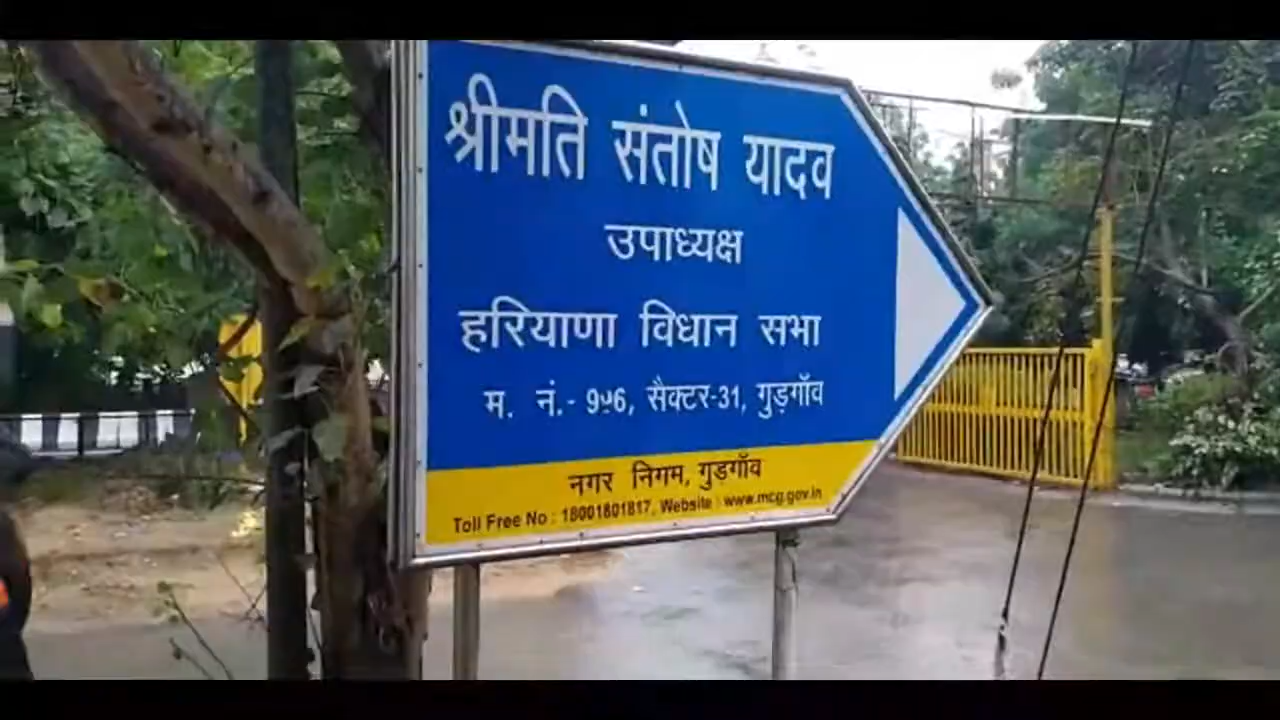 श्रीमति संतोष यादव
उपाध्यक्ष
हरियाणा विधान सभा
म. नं.- 9७6, सैक्टर-31, गुड़गाँव
नगर निगम, गुड़गाँव
Toll Free No : 18001801817, Website : www.mcg.gov.in